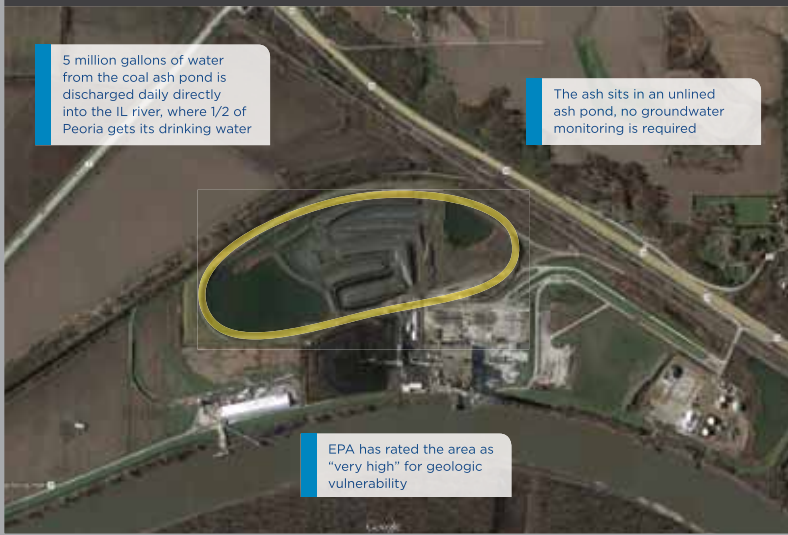 5 million gallons of water
from the coal ash pond is
discharged daily directly
into the IL river, where 1/2 of
Peoria gets its drinking water
The ash sits in an unlined
ash pond, no groundwater
monitoring is required
EPA has rated the area as
“very high” for geologic
vulnerability
Google